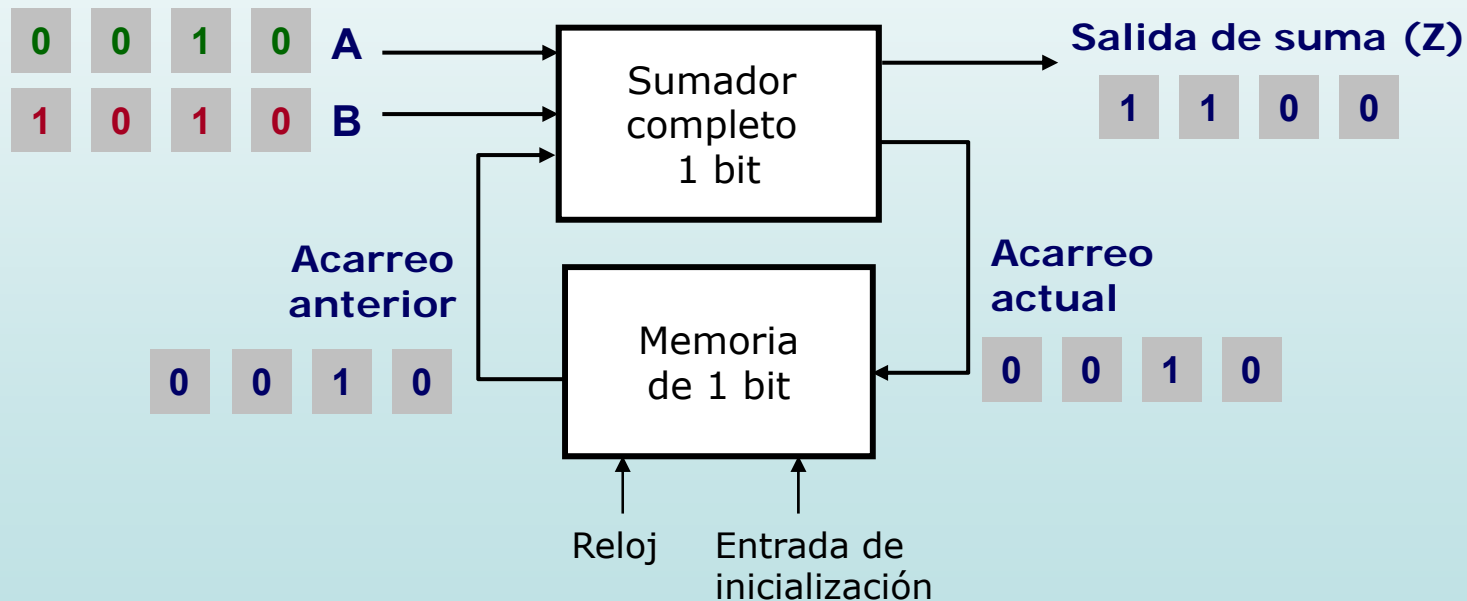 0 0 1 0 A
1 0 1 0 B
Sumador
completo
1 bit
Salida de suma (Z)
1 1 0 0
Acarreo
anterior
0 0 1 0
Memoria
de 1 bit
Acarreo
actual
0 0 1 0
Reloj
Entrada de
inicialización